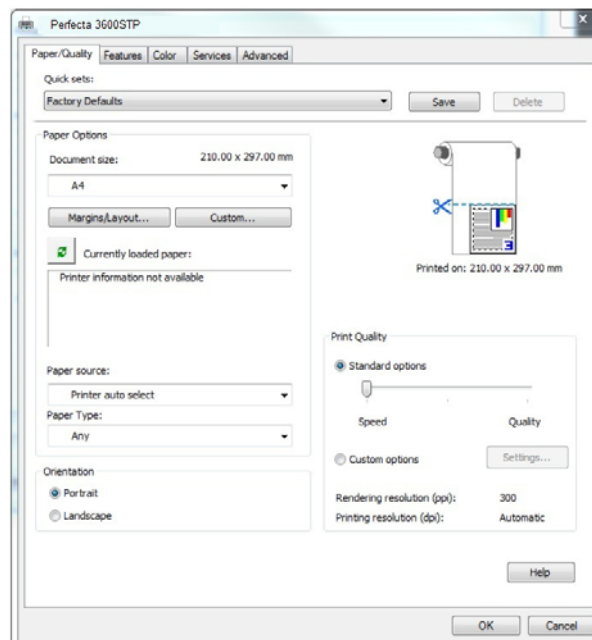 Perfecta 3600STP
x
Paper/Quality Features Color Services Advanced
Quick sets:
Factory Defaults
Save
Delete
Paper Options
Document size: 210.00 x 297.00 mm
A4
Margins/Layout...
Custom...
Currently loaded paper:
Printer information not available
Paper source:
Printer auto select
Paper Type:
Any
Orientation
Portrait
Landscape
3
Printed on: 210.00 x 297.00 mm
Print Quality
Standard options
Speed Quality
Custom options
Settings...
Rendering resolution (ppi): 300
Printing resolution (dpi): Automatic
Help
OK
Cancel